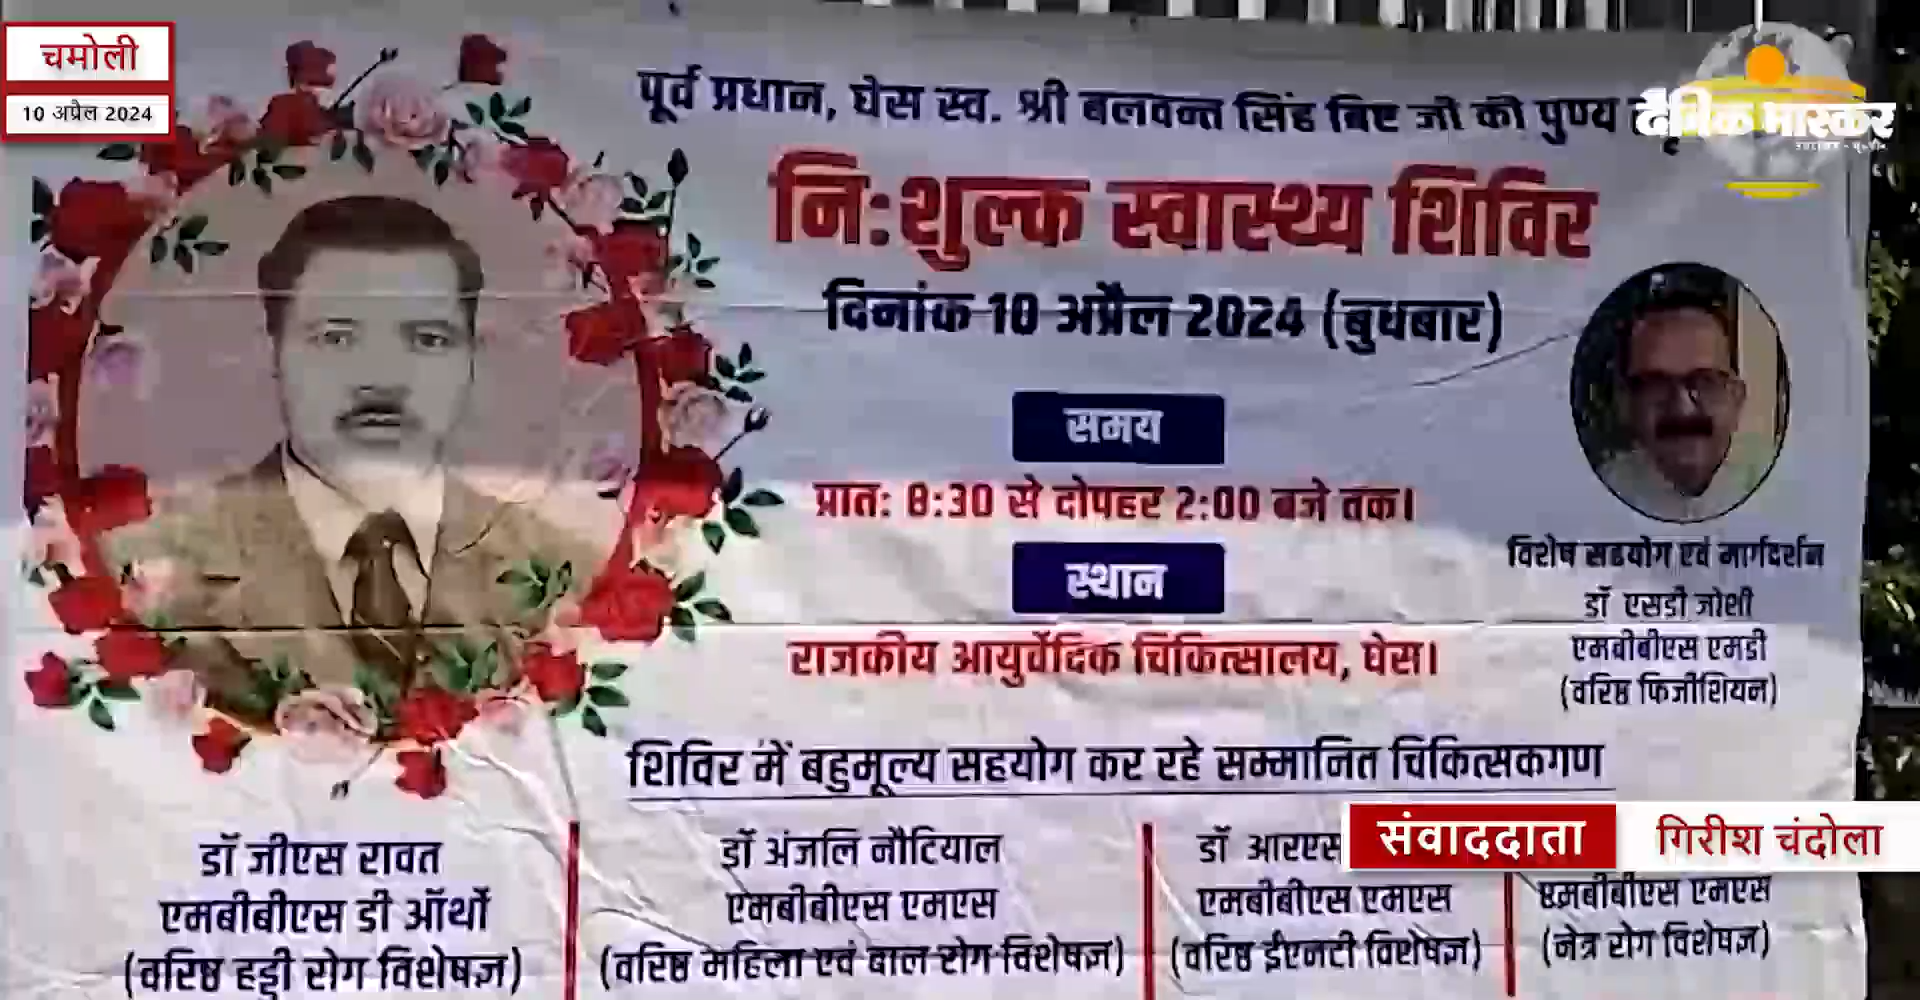 चमोली
10 अप्रैल 2024
दैनिक भास्कर
पूर्व प्रधान, घेस स्व. श्री बलवन्त सिंह बिष्ट जी की पुण्य
नि:शुल्क स्वास्थ्य शिविर
दिनांक 10 अप्रैल 2024 (बुधबार)
समय
प्रात: 8:30 से दोपहर 2:00 बजे तक।
स्थान
राजकीय आयुर्वेदिक चिकित्सालय, घेस।
विशेष सहयोग एवं मार्गदर्शन
डॉ एसडी जोशी
एमबीबीएस एमडी
(वरिष्ठ फिजीशियन)
शिविर में बहुमूल्य सहयोग कर रहे सम्मानित चिकित्सकगण
डॉ जीएस रावत
एमबीबीएस डी ऑर्थो
(वरिष्ठ हड्डी रोग विशेषज्ञ)
डॉ अंजलि नौटियाल
एमबीबीएस एमएस
(वरिष्ठ महिला एवं बाल रोग विशेषज्ञ)
डॉ आरएस
एमबीबीएस एमएस
(वरिष्ठ ईएनटी विशेषज्ञ)
एमबीबीएस एमएस
(नेत्र रोग विशेषज्ञ)
संवाददाता
गिरीश चंदोला